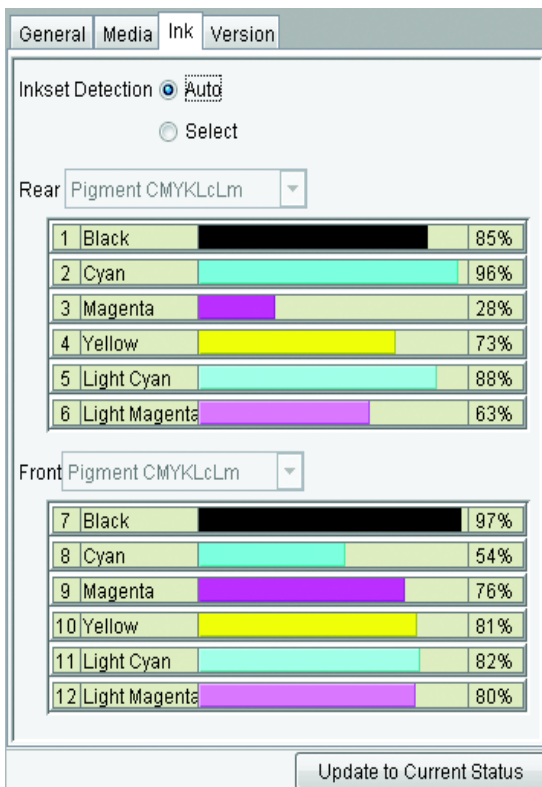 General Media Ink Version
Inkset Detection Auto
Select
Rear Pigment CMYKLcLm
1 Black 85%
2 Cyan 96%
3 Magenta 28%
4 Yellow 73%
5 Light Cyan 88%
6 Light Magenta 63%
Front Pigment CMYKLcLm
7 Black 97%
8 Cyan 54%
9 Magenta 76%
10 Yellow 81%
11 Light Cyan 82%
12 Light Magenta 80%
Update to Current Status